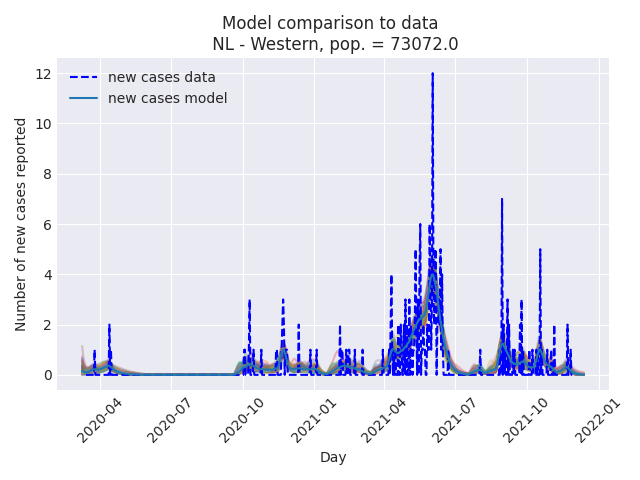 Model comparison to data
NL - Western, pop. = 73072.0
new cases data
new cases model
Number of new cases reported
12
10
8
6
4
2
0
2020-04
2020-07
2020-10
2021-01
2021-04
2021-07
2021-10
2022-01
Day